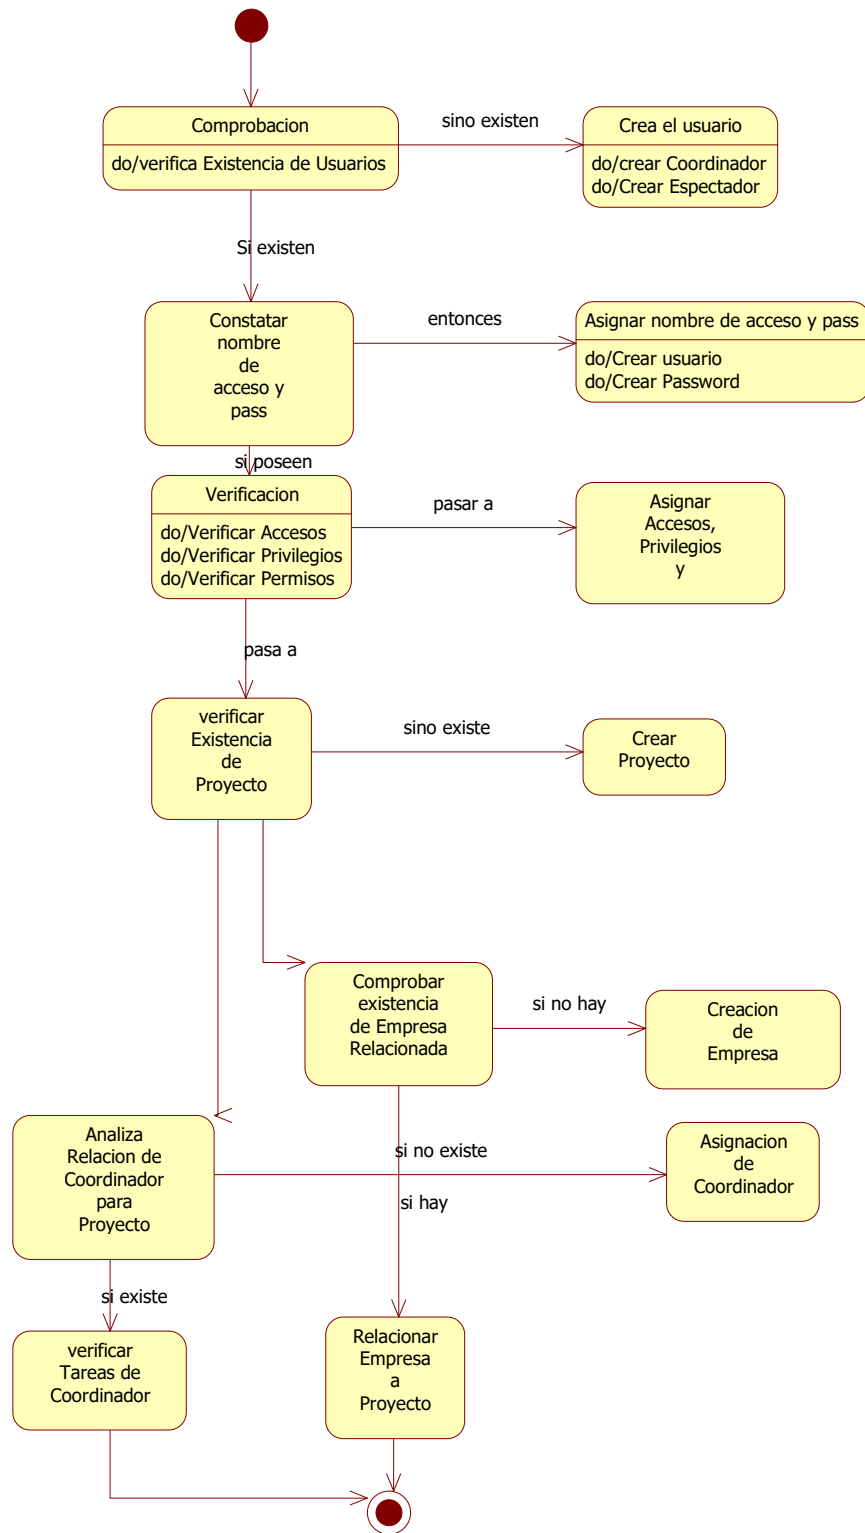 Comprobacion
do/verifica Existencia de Usuarios
sino existen
Crea el usuario
do/crear Coordinador
do/Crear Espectador
Si existen
Constatar
nombre
de
acceso y
pass
entonces
Asignar nombre de acceso y pass
do/Crear usuario
do/Crear Password
si poseen
Verificacion
do/Verificar Accesos
do/Verificar Privilegios
do/Verificar Permisos
pasar a
Asignar
Accesos,
Privilegios
y
pasa a
verificar
Existencia
de
Proyecto
sino existe
Crear
Proyecto
Comprobar
existencia
de Empresa
Relacionada
si no hay
Creacion
de
Empresa
Analiza
Relacion de
Coordinador
para
Proyecto
si no existe
Asignacion
de
Coordinador
si hay
si existe
verificar
Tareas de
Coordinador
Relacionar
Empresa
a
Proyecto